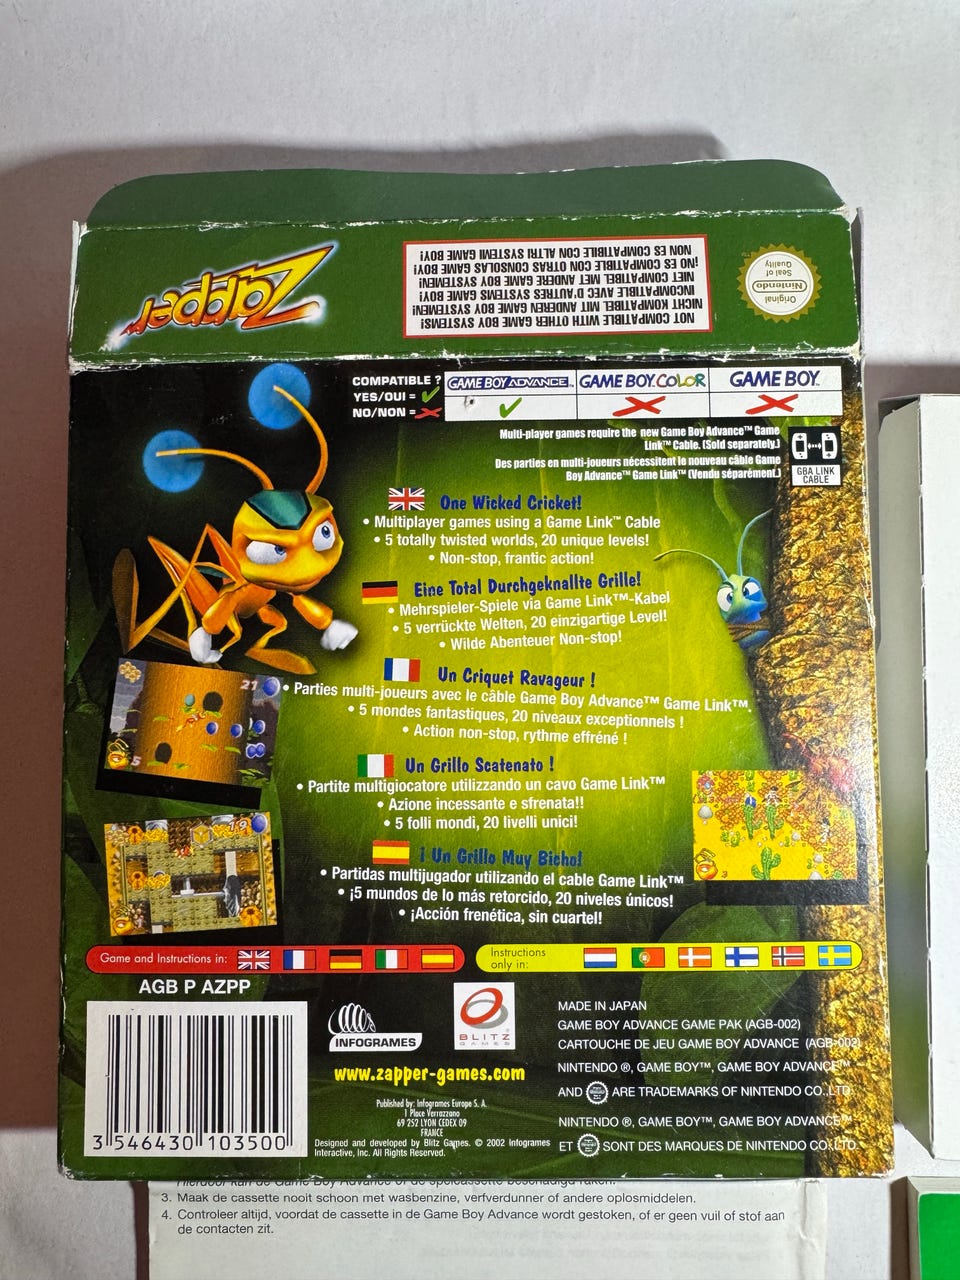 Zapper
NOT COMPATIBLE WITH OTHER GAME BOY SYSTEMS!
NICHT KOMPATIBEL MIT ANDEREN GAME BOY SYSTEMEN!
INCOMPATIBLE AVEC D'AUTRES SYSTEMS GAME BOY!
NIET COMPATIBEL MET ANDERE GAME BOY SYSTEMEN!
¡NO ES COMPATIBLE CON OTRAS CONSOLAS GAME BOY!
NON ES COMPATIBILE CON ALTRI SYSTEMI GAME BOY!
Original
Nintendo
Seal of
Quality
COMPATIBLE ? GAME BOY ADVANCE™ GAME BOY COLOR GAME BOY™
YES/OUI =
NO/NON =
Multi-player games require the new Game Boy Advance™ Game
Link™ Cable. (Sold separately.)
Des parties en multi-joueurs nécessitent le nouveau câble Game
Boy Advance™ Game Link™ (Vendu séparément.)
GBA LINK
CABLE
One Wicked Cricket!
• Multiplayer games using a Game Link™ Cable
• 5 totally twisted worlds, 20 unique levels!
• Non-stop, frantic action!
Eine Total Durchgeknallte Grille!
• Mehrspieler-Spiele via Game Link™-Kabel
• 5 verrückte Welten, 20 einzigartige Level!
• Wilde Abenteuer Non-stop!
Un Criquet Ravageur !
• Parties multi-joueurs avec le câble Game Boy Advance™ Game Link™.
• 5 mondes fantastiques, 20 niveaux exceptionnels !
• Action non-stop, rythme effréné !
21
5
Un Grillo Scatenato !
• Partite multigiocatore utilizzando un cavo Game Link™
• Azione incessante e sfrenata!!
• 5 folli mondi, 20 livelli unici!
19
¡ Un Grillo Muy Bicho!
• Partidas multijugador utilizando el cable Game Link™
• ¡5 mundos de lo más retorcido, 20 niveles únicos!
• ¡Acción frenética, sin cuartel!
Game and Instructions in:
Instructions
only in:
AGB P AZPP
3 546430 103500
INFOGRAMES
BLITZ
GAMES
www.zapper-games.com
Published by: Infogrames Europe S. A.
1 Place Verrazzano
69 252 LYON CEDEX 09
FRANCE
Designed and developed by Blitz Games. © 2002 Infogrames
Interactive, Inc. All Rights Reserved.
MADE IN JAPAN
GAME BOY ADVANCE GAME PAK (AGB-002)
CARTOUCHE DE JEU GAME BOY ADVANCE (AGB-002)
NINTENDO ®, GAME BOY™, GAME BOY ADVANCE™
AND ARE TRADEMARKS OF NINTENDO CO.,LTD.
NINTENDO ®, GAME BOY™, GAME BOY ADVANCE™
ET SONT DES MARQUES DE NINTENDO CO.,LTD.
Hierdoor kan de Game Boy Advance of de spelcassette beschadigd raken.
3. Maak de cassette nooit schoon met wasbenzine, verfverdunner of andere oplosmiddelen.
4. Controleer altijd, voordat de cassette in de Game Boy Advance wordt gestoken, of er geen vuil of stof aan
de contacten zit.